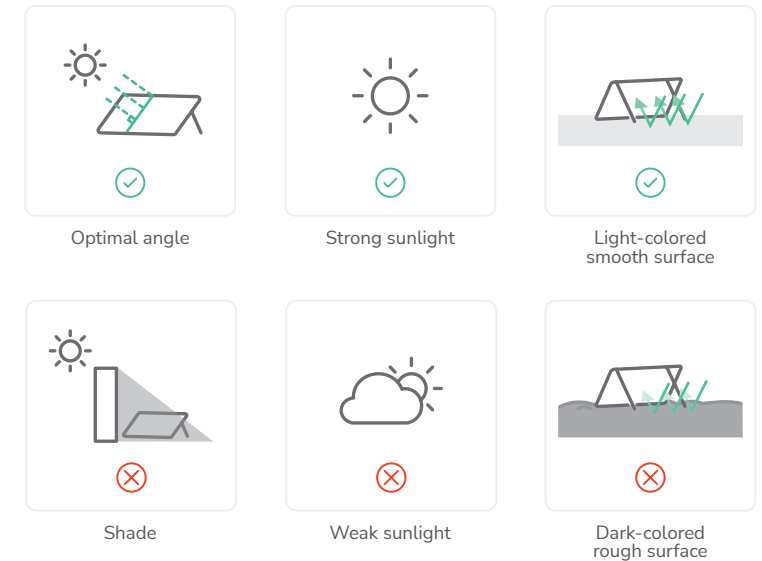 Optimal angle
Strong sunlight
Light-colored
smooth surface
Shade
Weak sunlight
Dark-colored
rough surface